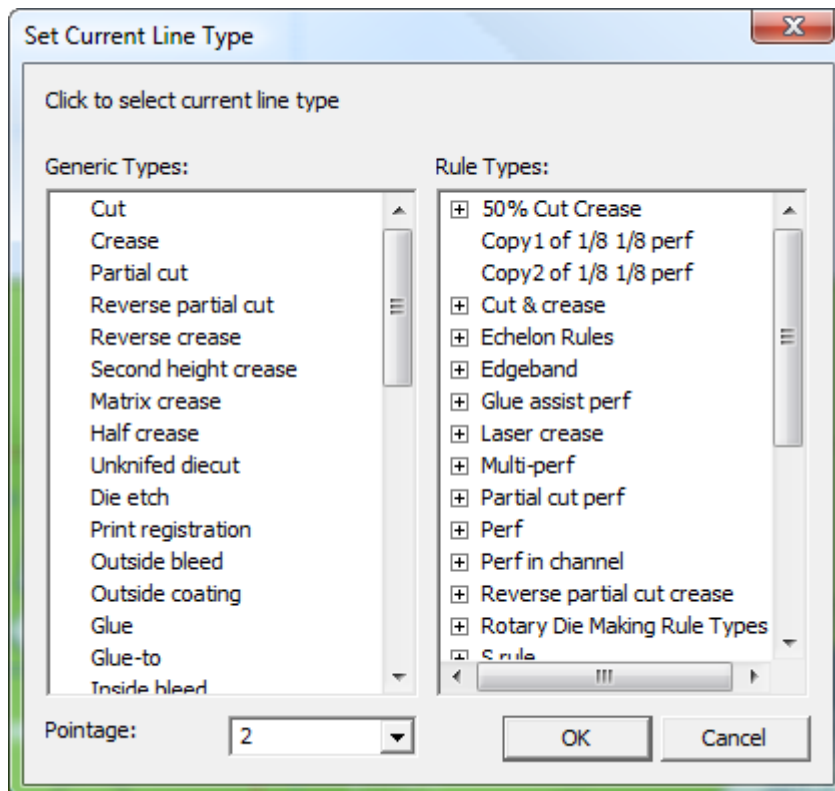 Set Current Line Type
Click to select current line type
Generic Types:
Cut
Crease
Partial cut
Reverse partial cut
Reverse crease
Second height crease
Matrix crease
Half crease
Unknifed diecut
Die etch
Print registration
Outside bleed
Outside coating
Glue
Glue-to
Inside bleed
Rule Types:
50% Cut Crease
Copy1 of 1/8 1/8 perf
Copy2 of 1/8 1/8 perf
Cut & crease
Echelon Rules
Edgeband
Glue assist perf
Laser crease
Multi-perf
Partial cut perf
Perf
Perf in channel
Reverse partial cut crease
Rotary Die Making Rule Types
S rule
Pointage:
2
OK
Cancel